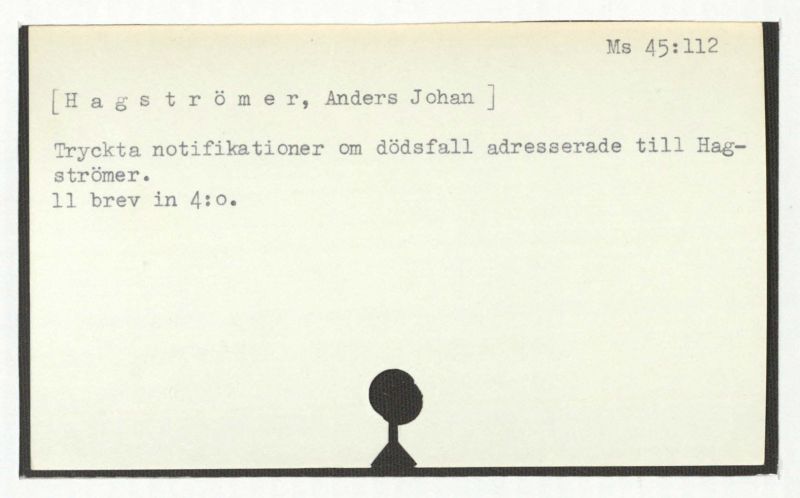 Ms 45:112
[H a g s t r ö m e r, Anders Johan ]
Tryckta notifikationer om dödsfall adresserade till Hag-
strömer.
11 brev in 4:o.